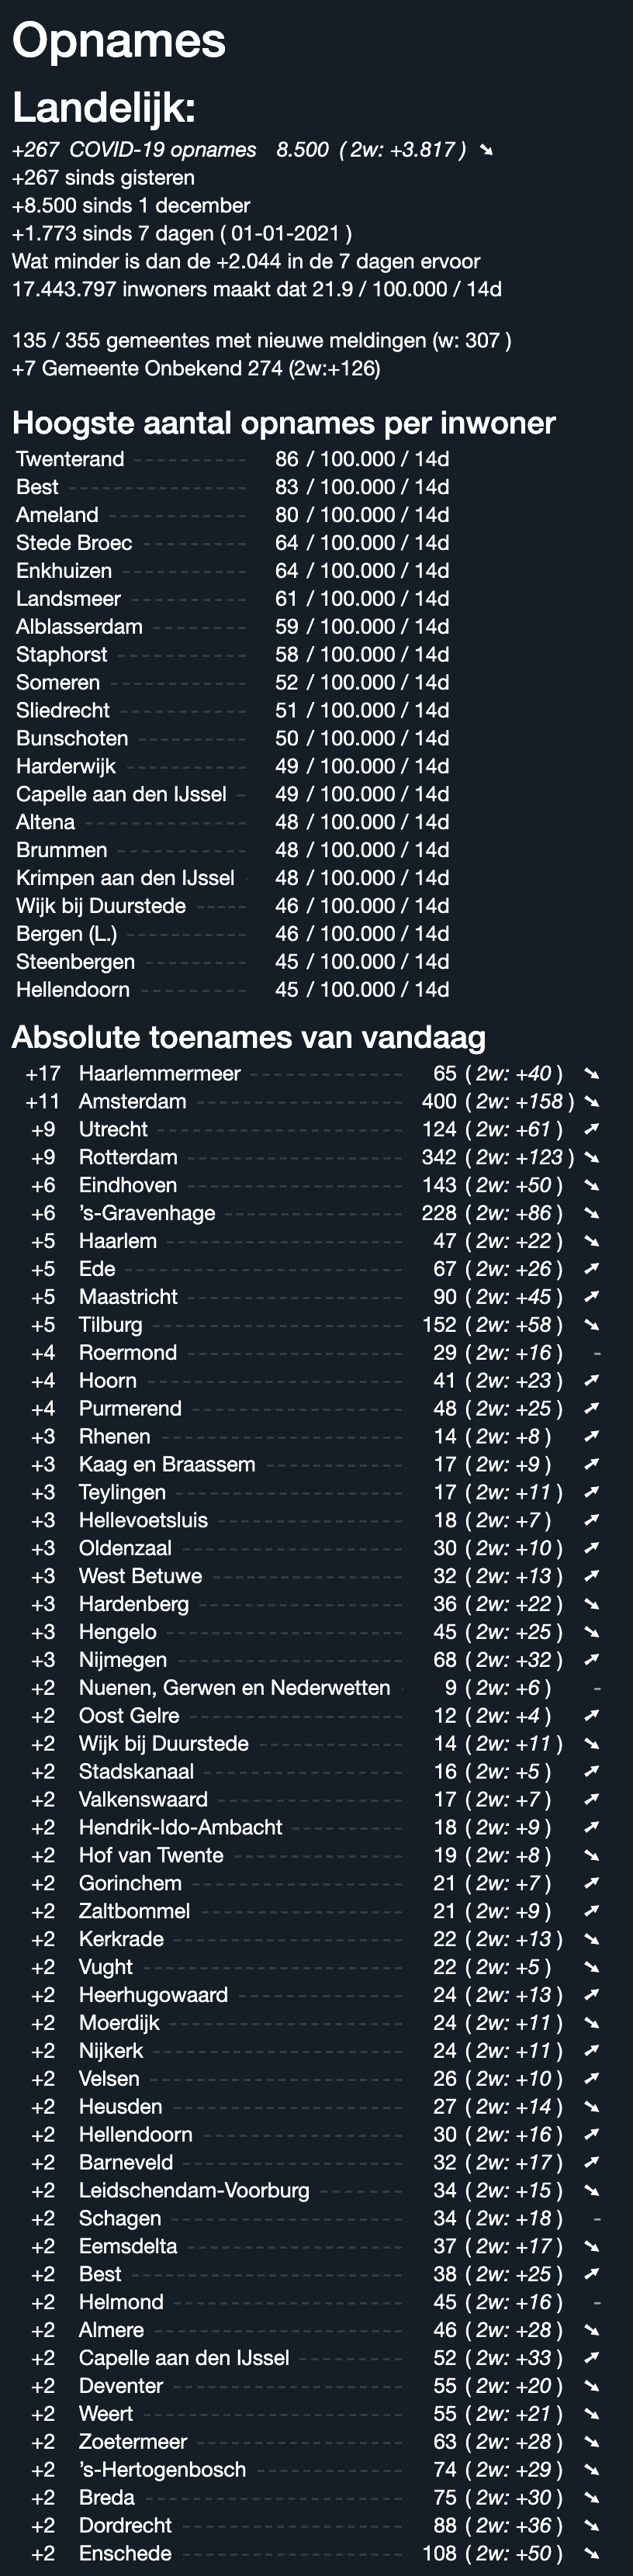 Opnames
Landelijk:
+267 COVID-19 opnames 8.500 ( 2w: +3.817 ) ➘
+267 sinds gisteren
+8.500 sinds 1 december
+1.773 sinds 7 dagen ( 01-01-2021 )
Wat minder is dan de +2.044 in de 7 dagen ervoor
17.443.797 inwoners maakt dat 21.9 / 100.000 / 14d
135 / 355 gemeentes met nieuwe meldingen (w: 307 )
+7 Gemeente Onbekend 274 (2w:+126)
Hoogste aantal opnames per inwoner
Twenterand 86 / 100.000 / 14d
Best 83 / 100.000 / 14d
Ameland 80 / 100.000 / 14d
Stede Broec 64 / 100.000 / 14d
Enkhuizen 64 / 100.000 / 14d
Landsmeer 61 / 100.000 / 14d
Alblasserdam 59 / 100.000 / 14d
Staphorst 58 / 100.000 / 14d
Someren 52 / 100.000 / 14d
Sliedrecht 51 / 100.000 / 14d
Bunschoten 50 / 100.000 / 14d
Harderwijk 49 / 100.000 / 14d
Capelle aan den IJssel 49 / 100.000 / 14d
Altena 48 / 100.000 / 14d
Brummen 48 / 100.000 / 14d
Krimpen aan den IJssel 48 / 100.000 / 14d
Wijk bij Duurstede 46 / 100.000 / 14d
Bergen (L.) 46 / 100.000 / 14d
Steenbergen 45 / 100.000 / 14d
Hellendoorn 45 / 100.000 / 14d
Absolute toenames van vandaag
+17 Haarlemmermeer 65 ( 2w: +40 ) ➘
+11 Amsterdam 400 ( 2w: +158 ) ➘
+9 Utrecht 124 ( 2w: +61 ) ➚
+9 Rotterdam 342 ( 2w: +123 ) ➘
+6 Eindhoven 143 ( 2w: +50 ) ➘
+6 's-Gravenhage 228 ( 2w: +86 ) ➘
+5 Haarlem 47 ( 2w: +22 ) ➘
+5 Ede 67 ( 2w: +26 ) ➚
+5 Maastricht 90 ( 2w: +45 ) ➚
+5 Tilburg 152 ( 2w: +58 ) ➘
+4 Roermond 29 ( 2w: +16 ) -
+4 Hoorn 41 ( 2w: +23 ) ➚
+4 Purmerend 48 ( 2w: +25 ) ➚
+3 Rhenen 14 ( 2w: +8 ) ➚
+3 Kaag en Braassem 17 ( 2w: +9 ) ➚
+3 Teylingen 17 ( 2w: +11 ) ➚
+3 Hellevoetsluis 18 ( 2w: +7 ) ➚
+3 Oldenzaal 30 ( 2w: +10 ) ➚
+3 West Betuwe 32 ( 2w: +13 ) ➚
+3 Hardenberg 36 ( 2w: +22 ) ➘
+3 Hengelo 45 ( 2w: +25 ) ➘
+3 Nijmegen 68 ( 2w: +32 ) ➚
+2 Nuenen, Gerwen en Nederwetten 9 ( 2w: +6 ) -
+2 Oost Gelre 12 ( 2w: +4 ) ➚
+2 Wijk bij Duurstede 14 ( 2w: +11 ) ➘
+2 Stadskanaal 16 ( 2w: +5 ) ➚
+2 Valkenswaard 17 ( 2w: +7 ) ➚
+2 Hendrik-Ido-Ambacht 18 ( 2w: +9 ) ➚
+2 Hof van Twente 19 ( 2w: +8 ) ➘
+2 Gorinchem 21 ( 2w: +7 ) ➚
+2 Zaltbommel 21 ( 2w: +9 ) ➚
+2 Kerkrade 22 ( 2w: +13 ) ➘
+2 Vught 22 ( 2w: +5 ) ➘
+2 Heerhugowaard 24 ( 2w: +13 ) ➚
+2 Moerdijk 24 ( 2w: +11 ) ➘
+2 Nijkerk 24 ( 2w: +11 ) ➚
+2 Velsen 26 ( 2w: +10 ) ➚
+2 Heusden 27 ( 2w: +14 ) ➘
+2 Hellendoorn 30 ( 2w: +16 ) ➚
+2 Barneveld 32 ( 2w: +17 ) ➚
+2 Leidschendam-Voorburg 34 ( 2w: +15 ) ➘
+2 Schagen 34 ( 2w: +18 ) -
+2 Eemsdelta 37 ( 2w: +17 ) ➘
+2 Best 38 ( 2w: +25 ) ➚
+2 Helmond 45 ( 2w: +16 ) -
+2 Almere 46 ( 2w: +28 ) ➘
+2 Capelle aan den IJssel 52 ( 2w: +33 ) ➚
+2 Deventer 55 ( 2w: +20 ) ➘
+2 Weert 55 ( 2w: +21 ) ➘
+2 Zoetermeer 63 ( 2w: +28 ) ➘
+2 's-Hertogenbosch 74 ( 2w: +29 ) ➘
+2 Breda 75 ( 2w: +30 ) ➘
+2 Dordrecht 88 ( 2w: +36 ) ➘
+2 Enschede 108 ( 2w: +50 ) ➘